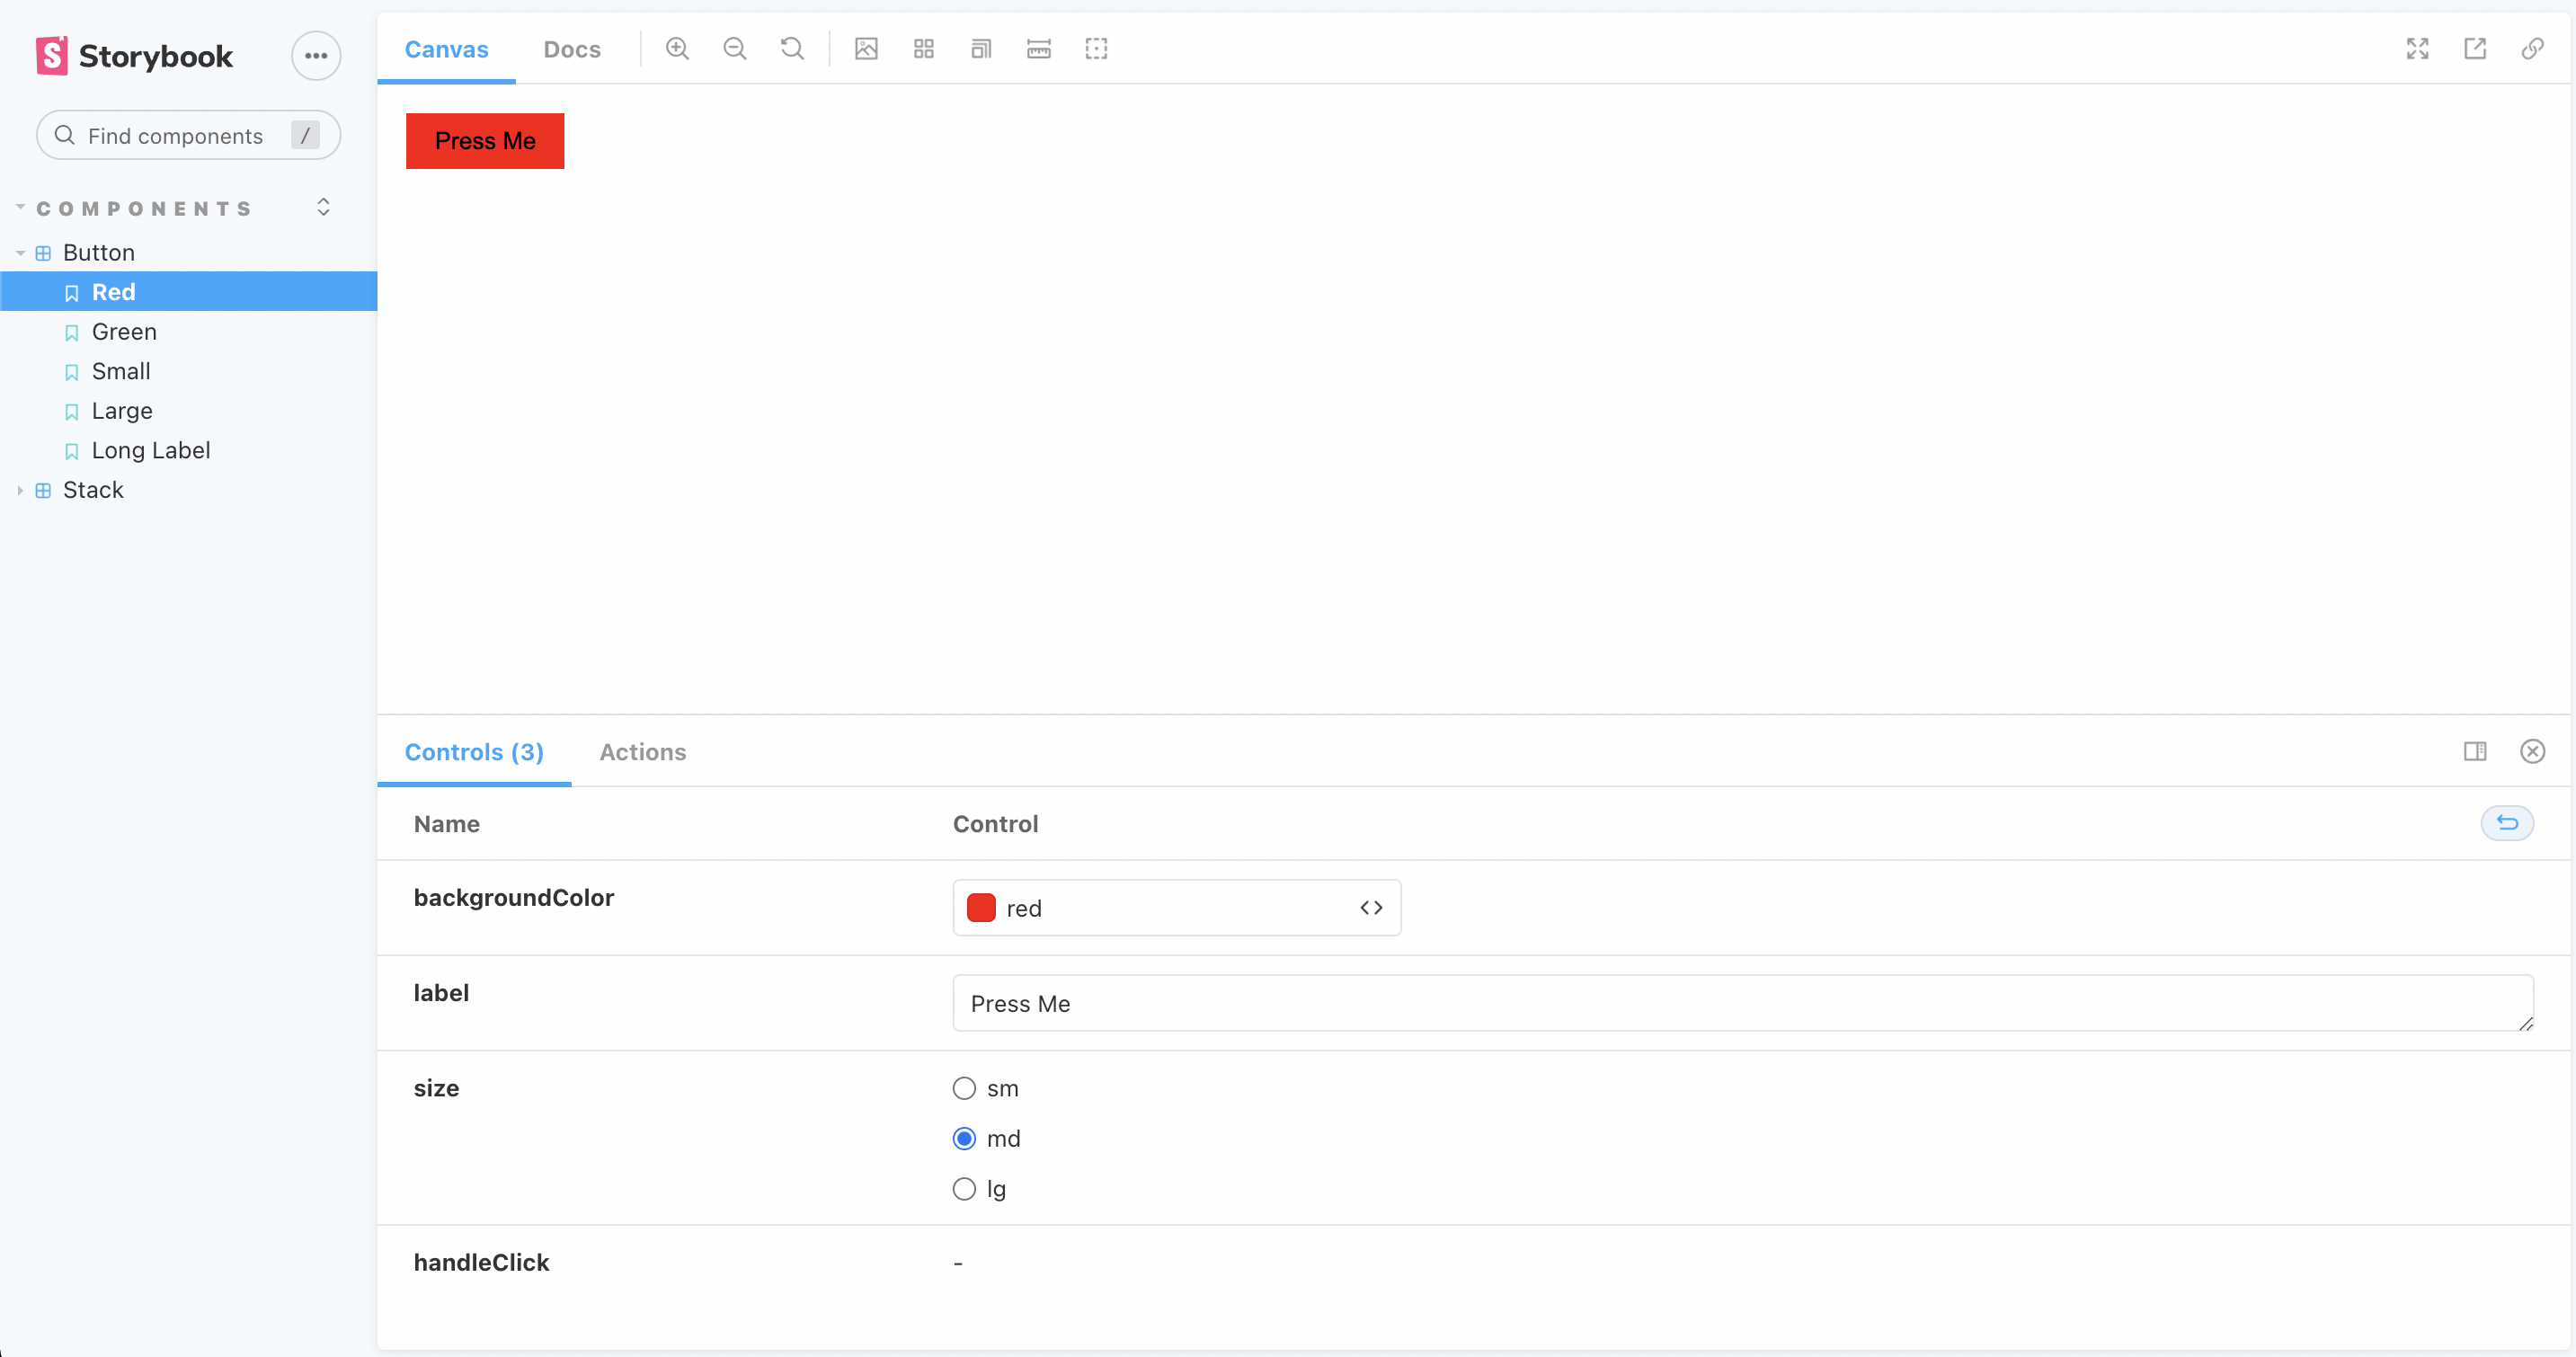 Storybook
Find components /
COMPONENTS
Button
Red
Green
Small
Large
Long Label
Stack
Canvas Docs
Press Me
Controls (3) Actions
Name Control
backgroundColor red
label Press Me
size sm
md
lg
handleClick -